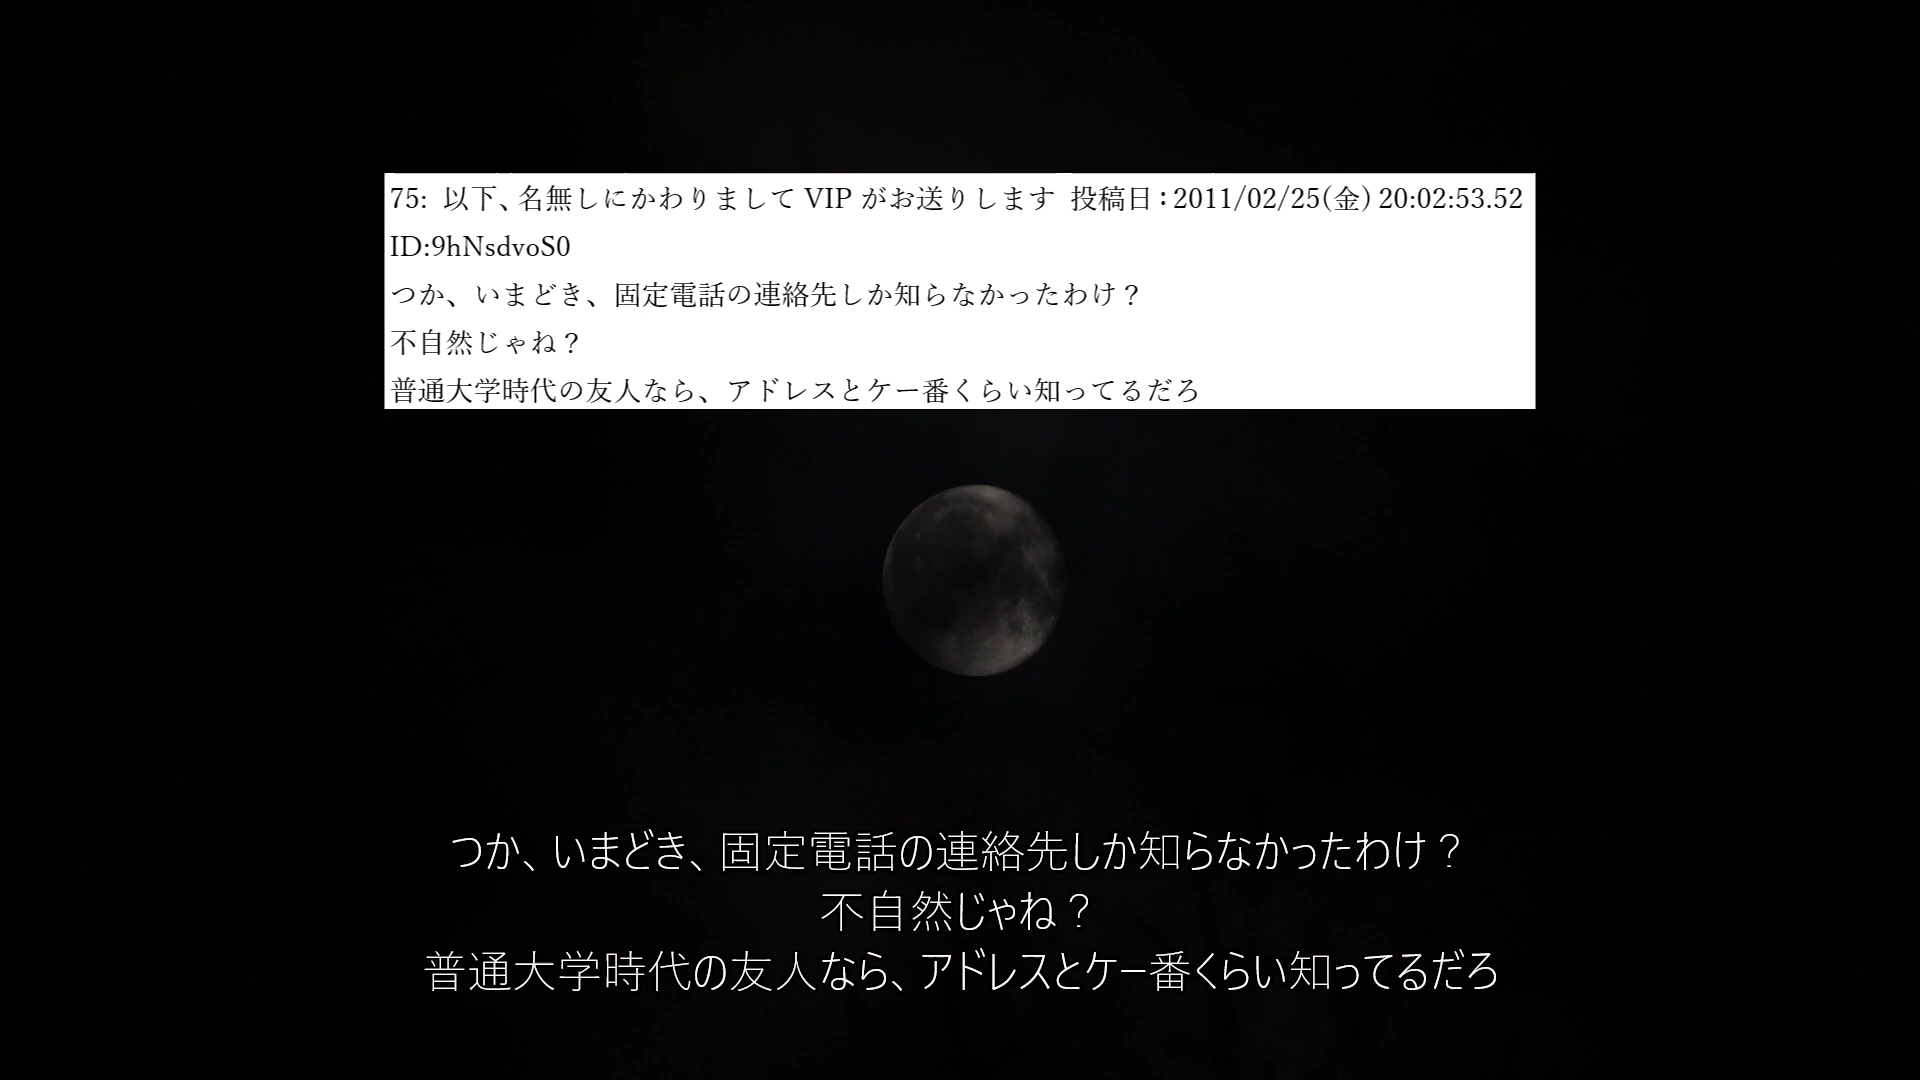 75: 以下、名無しにかわりまして VIP がお送りします 投稿日：2011/02/25(金) 20:02:53.52
ID:9hNsdvoS0
つか、いまどき、固定電話の連絡先しか知らなかったわけ？
不自然じゃね？
普通大学時代の友人なら、アドレスとケー番くらい知ってるだろ
つか、いまどき、固定電話の連絡先しか知らなかったわけ？
不自然じゃね？
普通大学時代の友人なら、アドレスとケー番くらい知ってるだろ